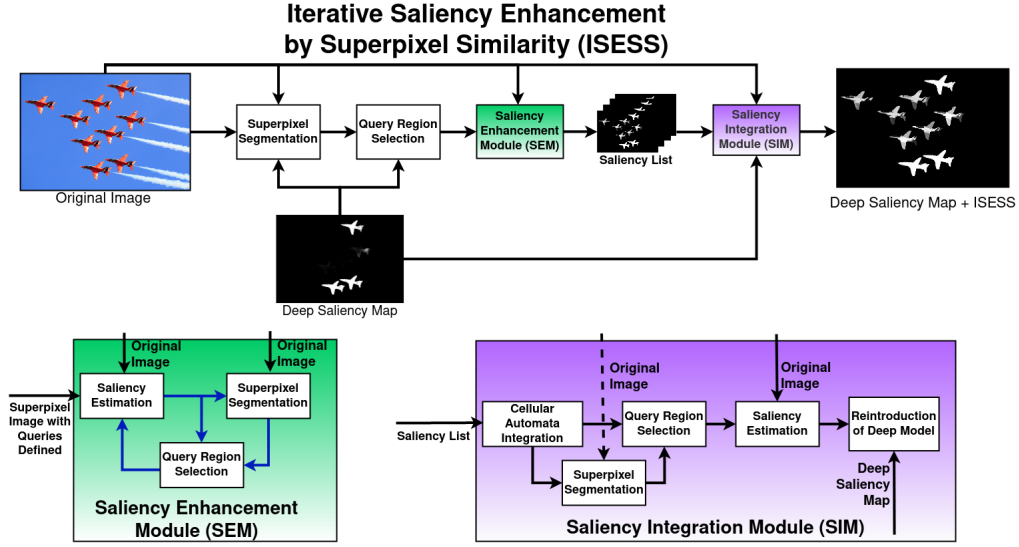 Iterative Saliency Enhancement
by Superpixel Similarity (ISESS)
Original Image
Superpixel
Segmentation
Query Region
Selection
Saliency
Enhancement
Module (SEM)
Saliency List
Saliency
Integration
Module (SIM)
Deep Saliency Map + ISESS
Deep Saliency Map
Original
Image
Original
Image
Saliency
Estimation
Superpixel
Segmentation
Superpixel
Image with
Queries
Defined
Query Region
Selection
Saliency Enhancement
Module (SEM)
Original
Image
Original
Image
Saliency List
Cellular
Automata
Integration
Query Region
Selection
Saliency
Estimation
Reintroduction
of Deep Model
Superpixel
Segmentation
Deep
Saliency
Map
Saliency Integration Module (SIM)